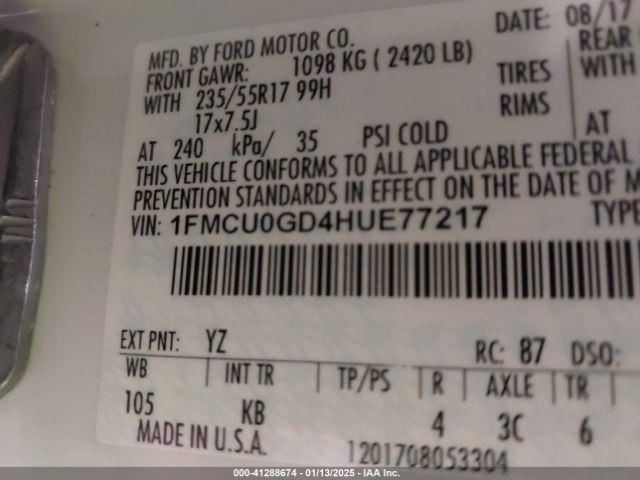 DATE: 08/17
MFD. BY FORD MOTOR CO.
FRONT GAWR: 1098 KG ( 2420 LB) REAR
WITH 235/55R17 99H TIRES WITH
17x7.5J RIMS
AT 240 kPa/ 35 PSI COLD AT
THIS VEHICLE CONFORMS TO ALL APPLICABLE FEDERAL
PREVENTION STANDARDS IN EFFECT ON THE DATE OF M
VIN: 1FMCU0GD4HUE77217 TYPE
EXT PNT: YZ RC: 87 DSO:
WB INT TR TP/PS R AXLE TR
105 KB 4 3C 6
MADE IN U.S.A. 1201708053304
000-41288674 — 01/13/2025 — IAA Inc.